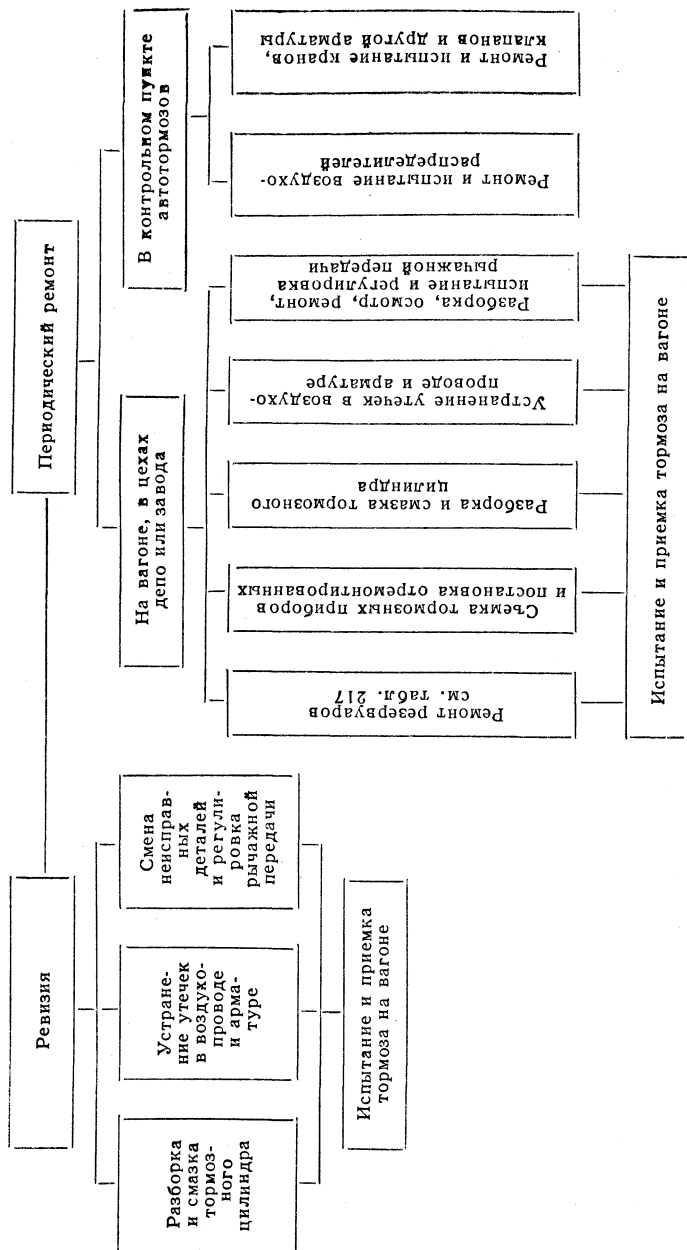 Ревизия
Периодический ремонт
Разборка
и смазка
тормоз-
ного
цилиндра
Устране-
ние утечек
в воздухо-
проводе
и арма-
туре
Смена
неисправ-
ных
деталей
и регули-
ровка
рычажной
передачи
Испытание и приемка
тормоза на вагоне
На вагоне, в цехах
депо или завода
В контрольном пункте
автотормозов
Ремонт резервуаров
см. табл. 217
Съемка тормозных приборов
и постановка отремонтированных
Разборка и смазка тормозного
цилиндра
Устранение утечек в воздухо-
проводе и арматуре
Разборка, осмотр, ремонт,
испытание и регулировка
рычажной передачи
Ремонт и испытание воздухо-
распределителей
Ремонт и испытание кранов,
клапанов и другой арматуры
Испытание и приемка тормоза на вагоне